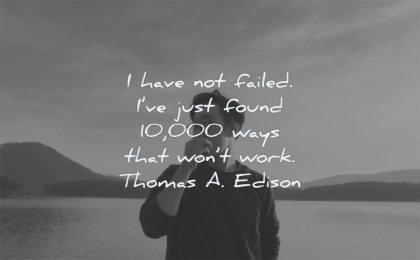 I have not failed.
I've just found
10,000 ways
that won't work.
Thomas A. Edison